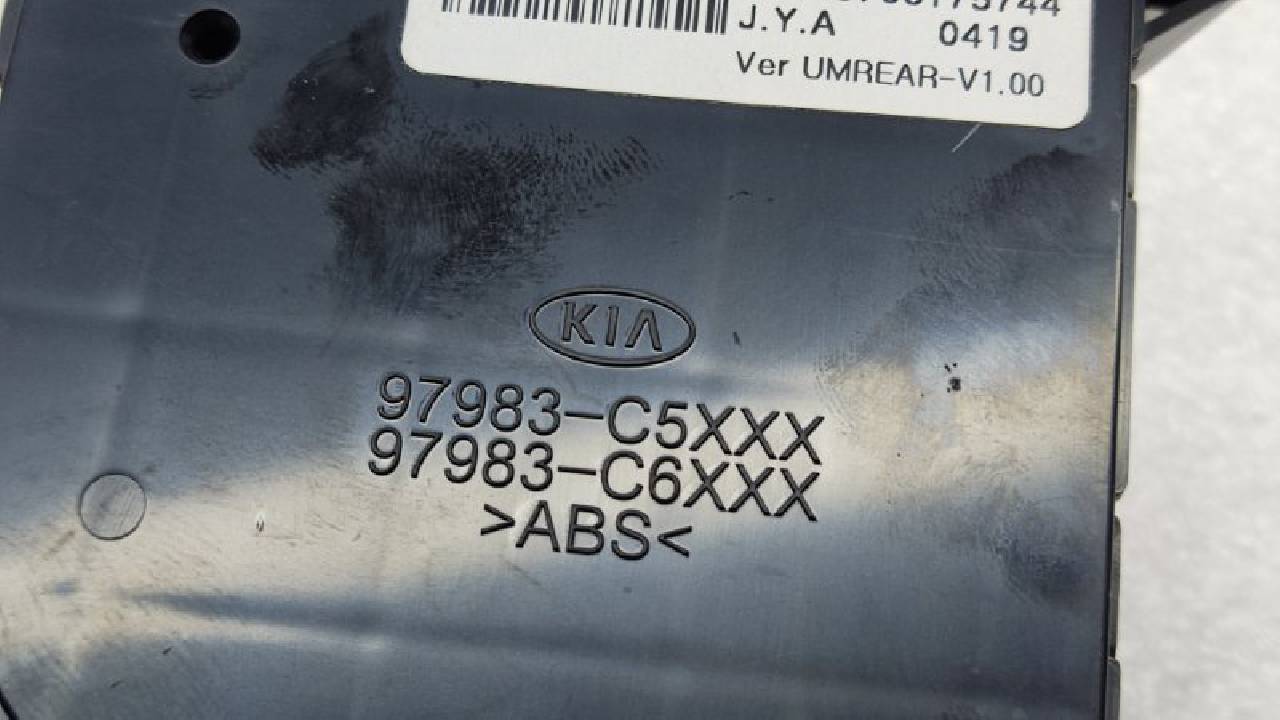 J.Y.A 0419
Ver UMREAR-V1.00
KIA
97983-C5XXX
97983-C6XXX
>ABS<